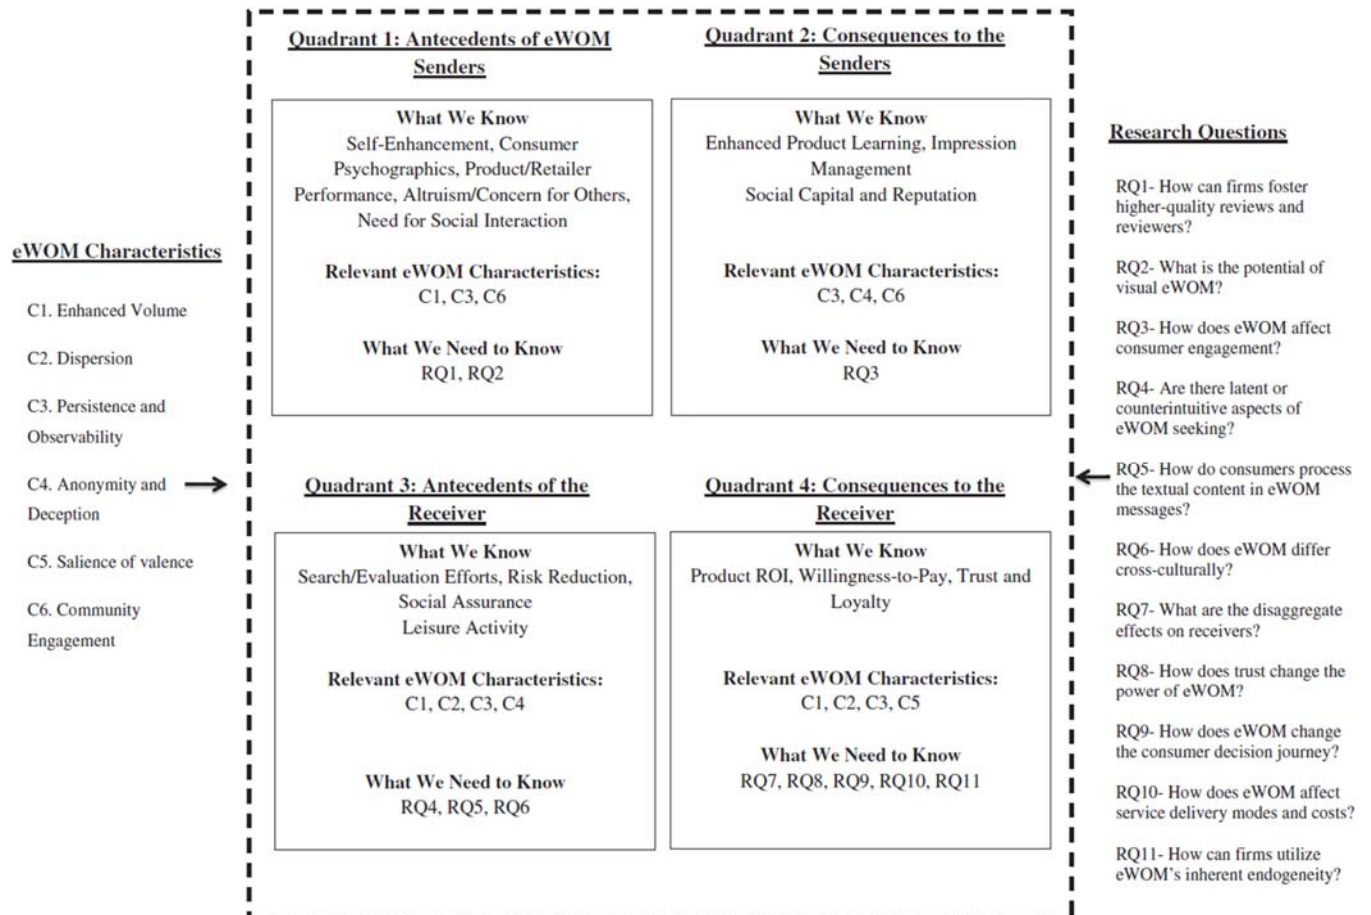 eWOM Characteristics
C1. Enhanced Volume
C2. Dispersion
C3. Persistence and
Observability
C4. Anonymity and
Deception
C5. Salience of valence
C6. Community
Engagement
Quadrant 1: Antecedents of eWOM
Senders
What We Know
Self-Enhancement, Consumer
Psychographics, Product/Retailer
Performance, Altruism/Concern for Others,
Need for Social Interaction
Relevant eWOM Characteristics:
C1, C3, C6
What We Need to Know
RQ1, RQ2
Quadrant 2: Consequences to the
Senders
What We Know
Enhanced Product Learning, Impression
Management
Social Capital and Reputation
Relevant eWOM Characteristics:
C3, C4, C6
What We Need to Know
RQ3
Quadrant 3: Antecedents of the
Receiver
What We Know
Search/Evaluation Efforts, Risk Reduction,
Social Assurance
Leisure Activity
Relevant eWOM Characteristics:
C1, C2, C3, C4
What We Need to Know
RQ4, RQ5, RQ6
Quadrant 4: Consequences to the
Receiver
What We Know
Product ROI, Willingness-to-Pay, Trust and
Loyalty
Relevant eWOM Characteristics:
C1, C2, C3, C5
What We Need to Know
RQ7, RQ8, RQ9, RQ10, RQ11
Research Questions
RQ1- How can firms foster
higher-quality reviews and
reviewers?
RQ2- What is the potential of
visual eWOM?
RQ3- How does eWOM affect
consumer engagement?
RQ4- Are there latent or
counterintuitive aspects of
eWOM seeking?
RQ5- How do consumers process
the textual content in eWOM
messages?
RQ6- How does eWOM differ
cross-culturally?
RQ7- What are the disaggregate
effects on receivers?
RQ8- How does trust change the
power of eWOM?
RQ9- How does eWOM change
the consumer decision journey?
RQ10- How does eWOM affect
service delivery modes and costs?
RQ11- How can firms utilize
eWOM's inherent endogeneity?